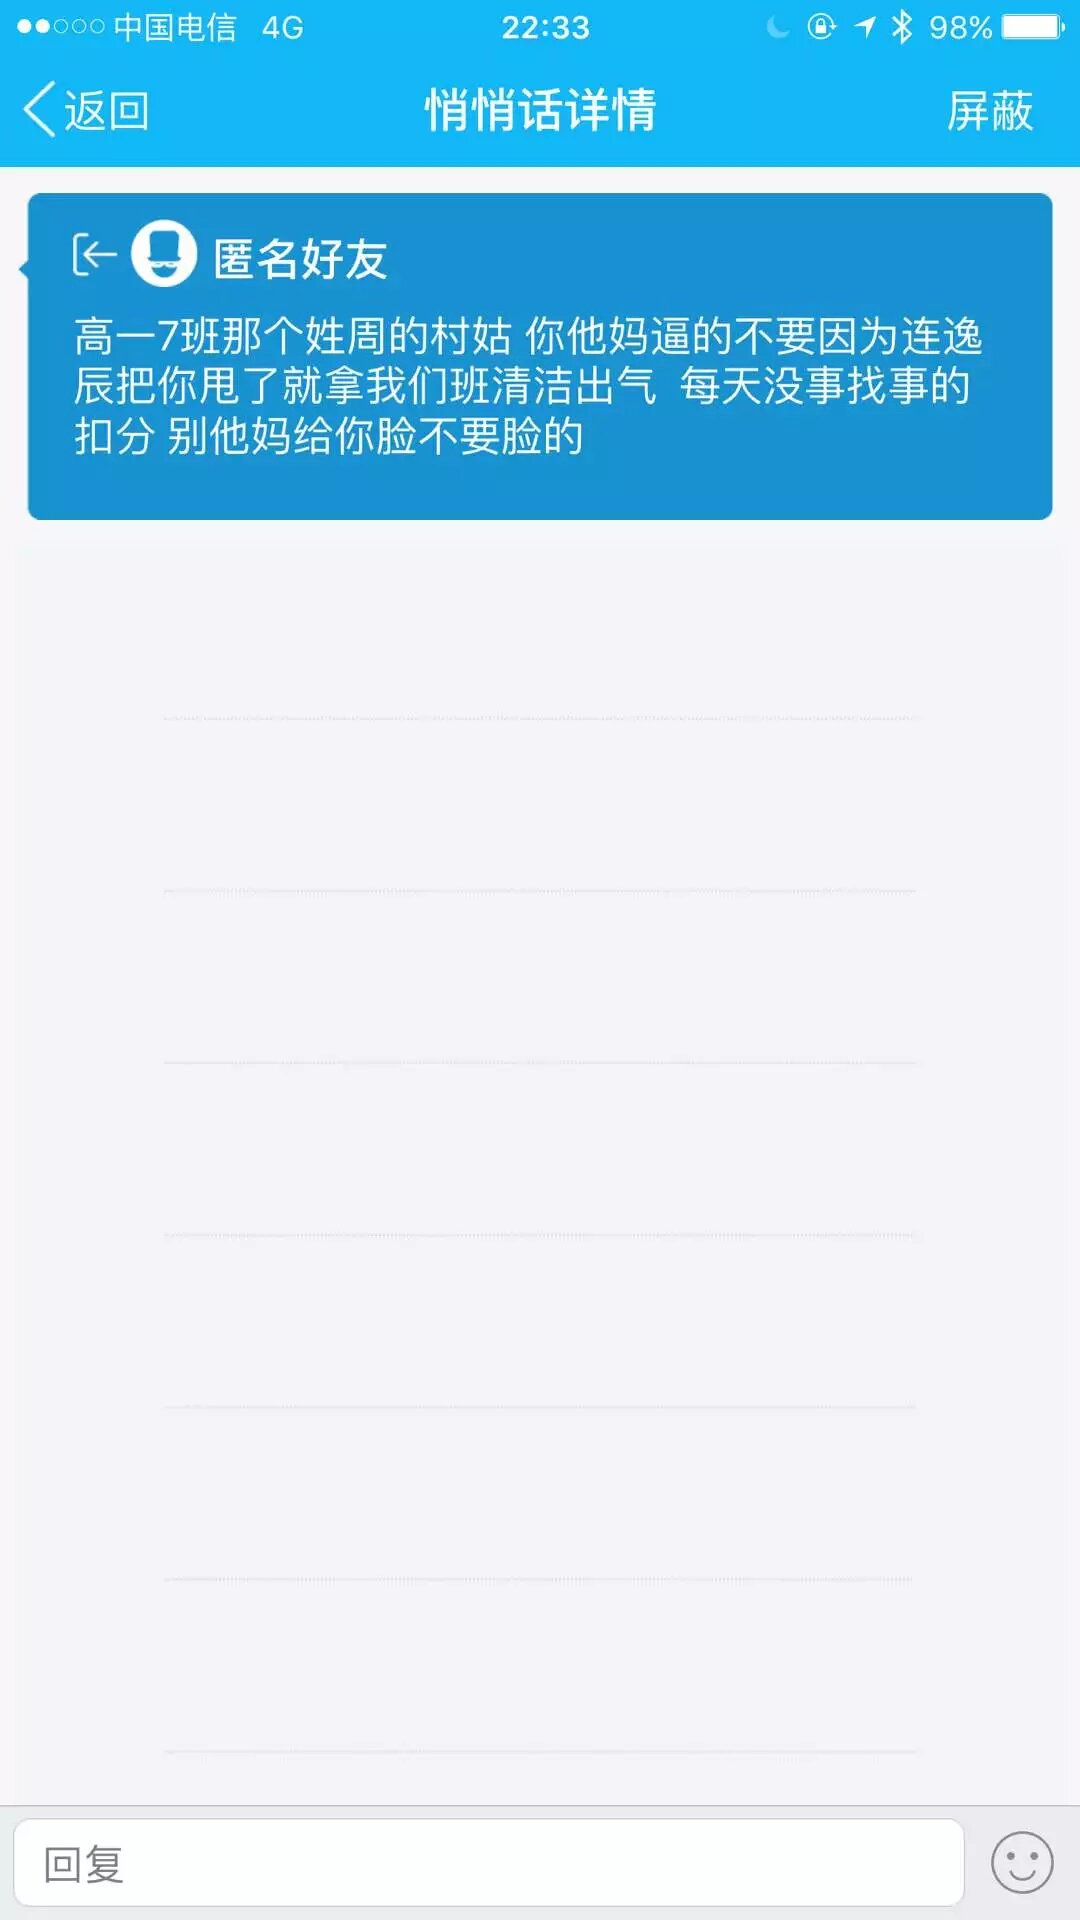 中国电信 4G 22:33 98%
返回 悄悄话详情 屏蔽
匿名好友
高一7班那个姓周的村姑 你他妈逼的不要因为连逸
辰把你甩了就拿我们班清洁出气 每天没事找事的
扣分 别他妈给你脸不要脸的
回复